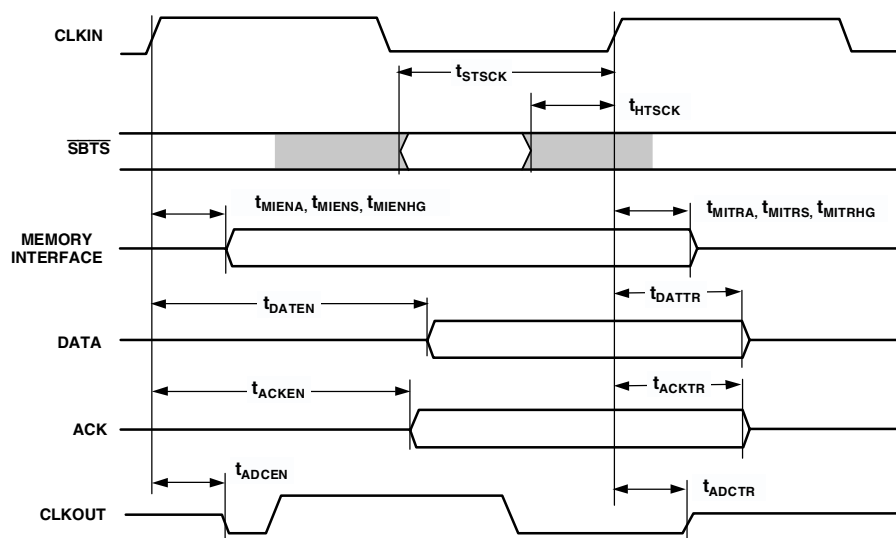 CLKIN
tSTSCK
tHTSCK
SBTS
tMIENA, tMIENS, tMIENHG
tMITRA, tMITRS, tMITRHG
MEMORY
INTERFACE
tDATEN
tDATTR
DATA
tACKEN
tACKTR
ACK
tADCEN
tADCTR
CLKOUT